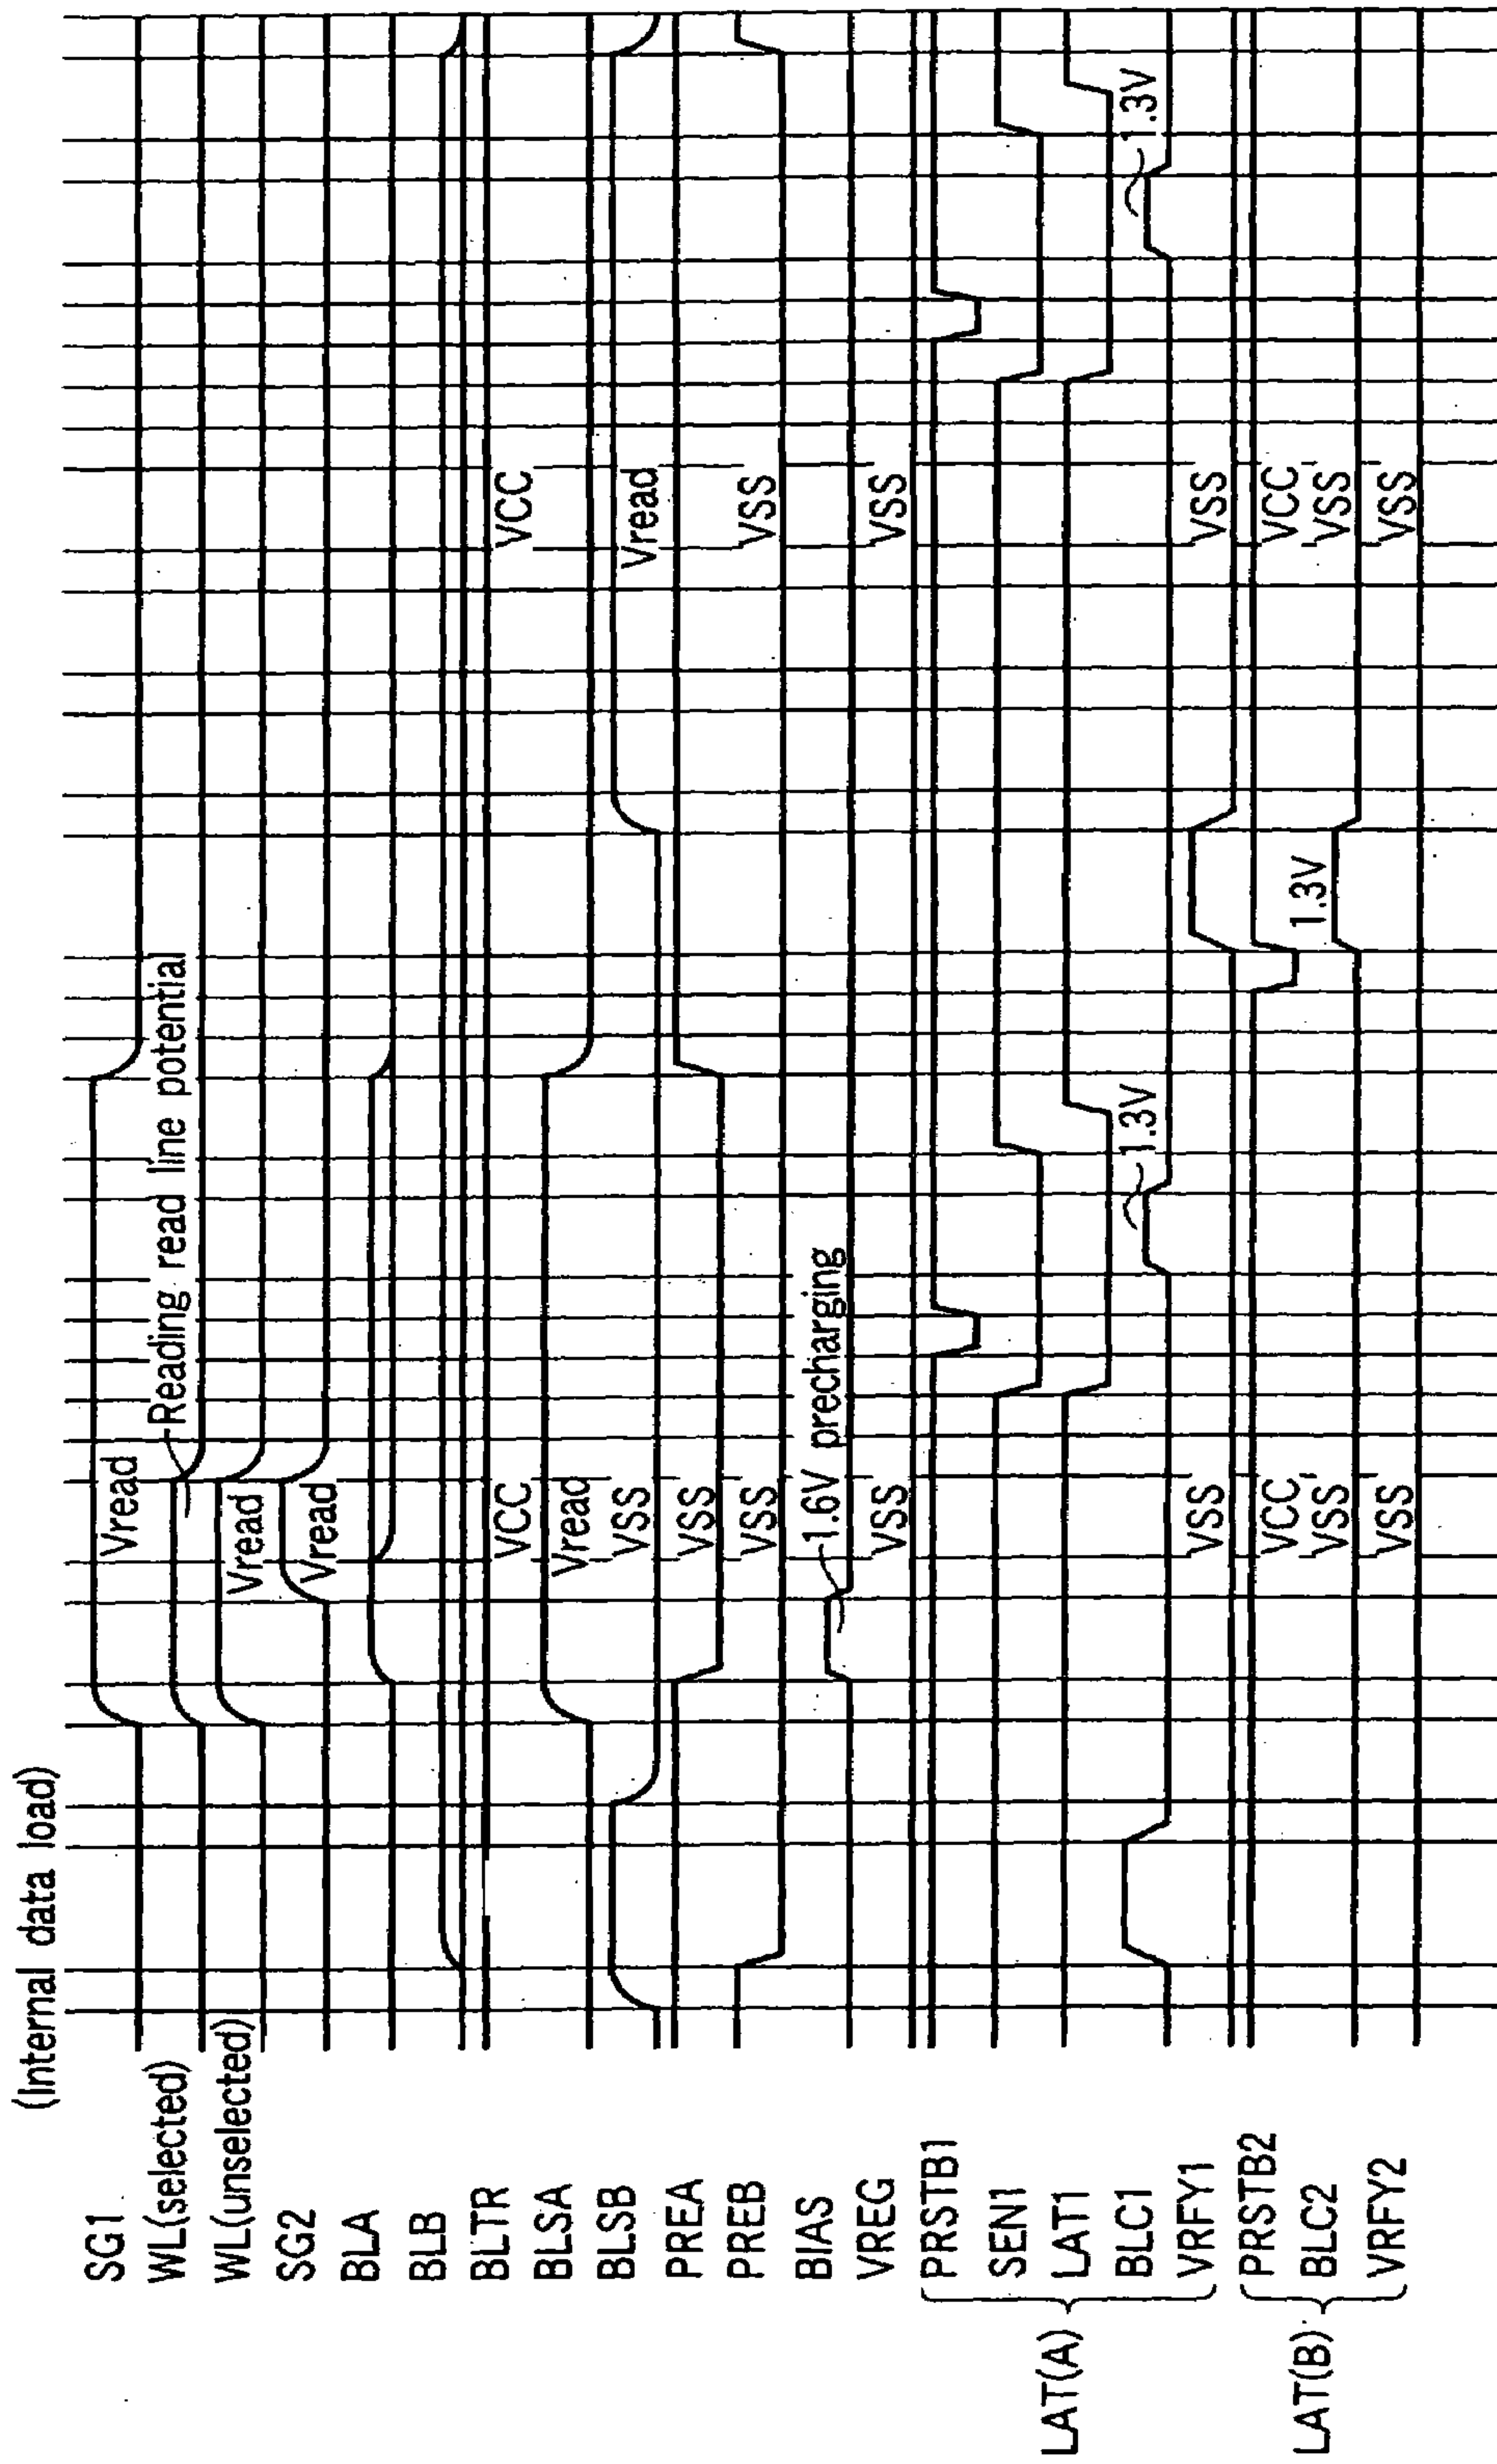 (Internal data load)
SG1
Vread
WL(selected)
Reading read line potential
WL(unselected)
Vread
SG2
Vread
BLA
BLB
BLTR
VCC
VCC
BLSA
Vread
BLSB
VSS
Vread
PREA
VSS
PREB
VSS
VSS
BIAS
1.6V precharging
VREG
VSS
VSS
LAT(A)
PRSTB1
SEN1
LAT1
BLC1
1.3V
1.3V
VRFY1
VSS
VSS
LAT(B)
PRSTB2
VCC
VCC
BLC2
VSS
1.3V
VSS
VRFY2
VSS
VSS